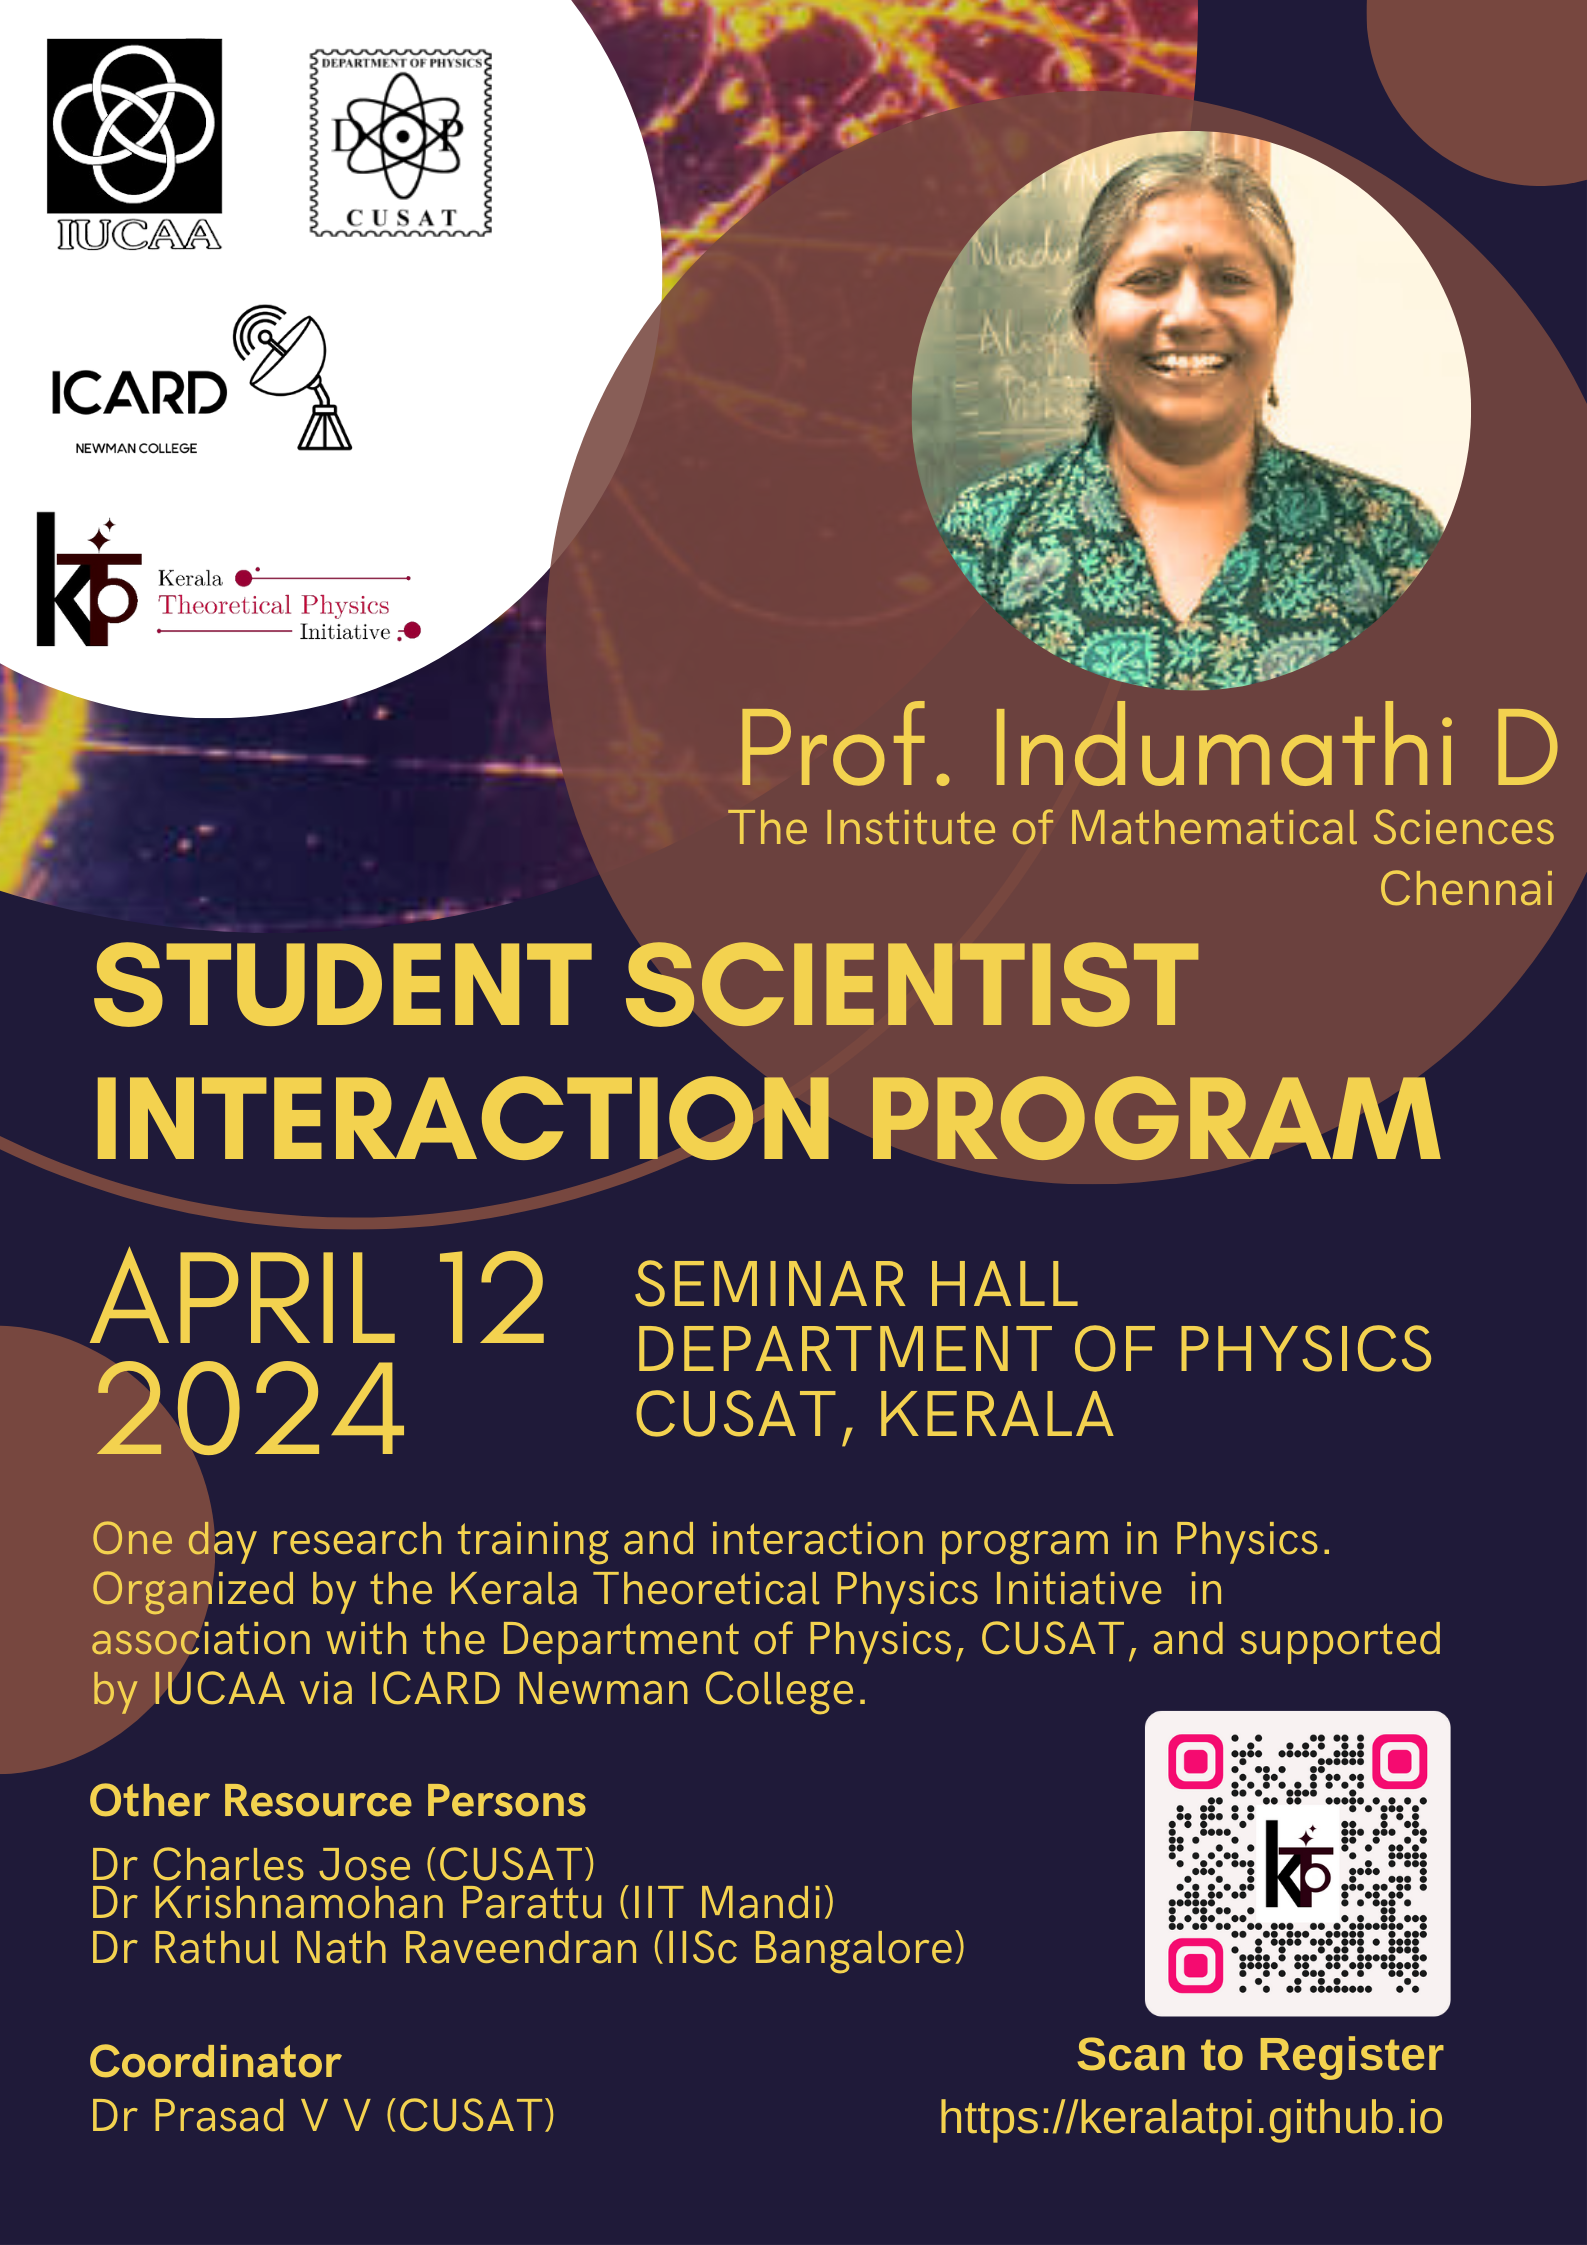 IUCAA
DEPARTMENT OF PHYSICS
D P
CUSAT
ICARD
NEWMAN COLLEGE
ktp
Kerala
Theoretical Physics
Initiative
Madu
Prof. Indumathi D
The Institute of Mathematical Sciences
Chennai
STUDENT SCIENTIST
INTERACTION PROGRAM
APRIL 12
2024
SEMINAR HALL
DEPARTMENT OF PHYSICS
CUSAT, KERALA
One day research training and interaction program in Physics.
Organized by the Kerala Theoretical Physics Initiative in
association with the Department of Physics, CUSAT, and supported
by IUCAA via ICARD Newman College.
Other Resource Persons
Dr Charles Jose (CUSAT)
Dr Krishnamohan Parattu (IIT Mandi)
Dr Rathul Nath Raveendran (IISc Bangalore)
Coordinator
Dr Prasad V V (CUSAT)
ktp
Scan to Register
https://keralatpi.github.io